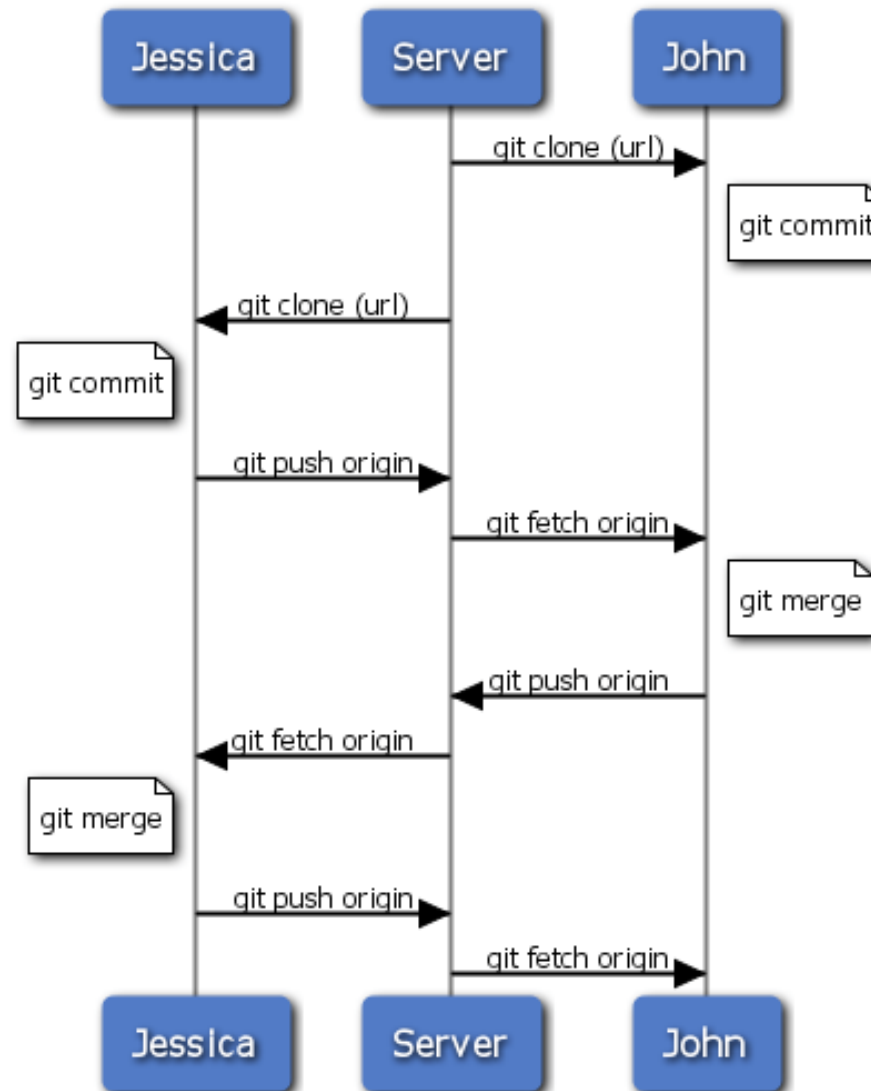 Jessica
Server
John
git clone (url)
git commit
git clone (url)
git commit
git push origin
git fetch origin
git merge
git push origin
git fetch origin
git merge
git push origin
git fetch origin
Jessica
Server
John